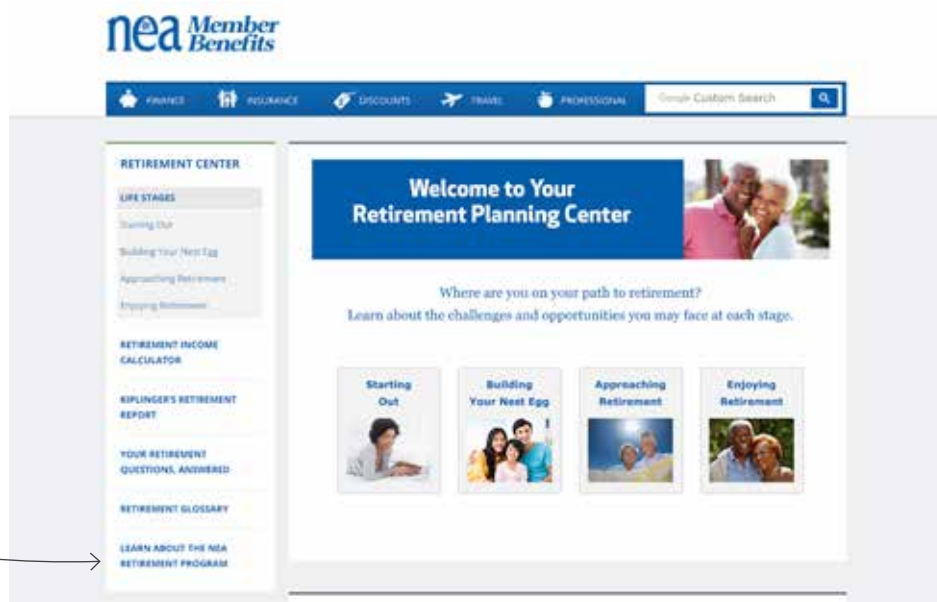 nea Member
Benefits
FINANCE INSURANCE DISCOUNTS TRAVEL PROFESSIONAL Google Custom Search
RETIREMENT CENTER
LIFE STAGES
Starting Out
Building Your Nest Egg
Approaching Retirement
Enjoying Retirement
RETIREMENT INCOME
CALCULATOR
KIPLINGER'S RETIREMENT
REPORT
YOUR RETIREMENT
QUESTIONS, ANSWERED
RETIREMENT GLOSSARY
LEARN ABOUT THE NEA
RETIREMENT PROGRAM
Welcome to Your
Retirement Planning Center
Where are you on your path to retirement?
Learn about the challenges and opportunities you may face at each stage.
Starting
Out
Building
Your Nest Egg
Approaching
Retirement
Enjoying
Retirement